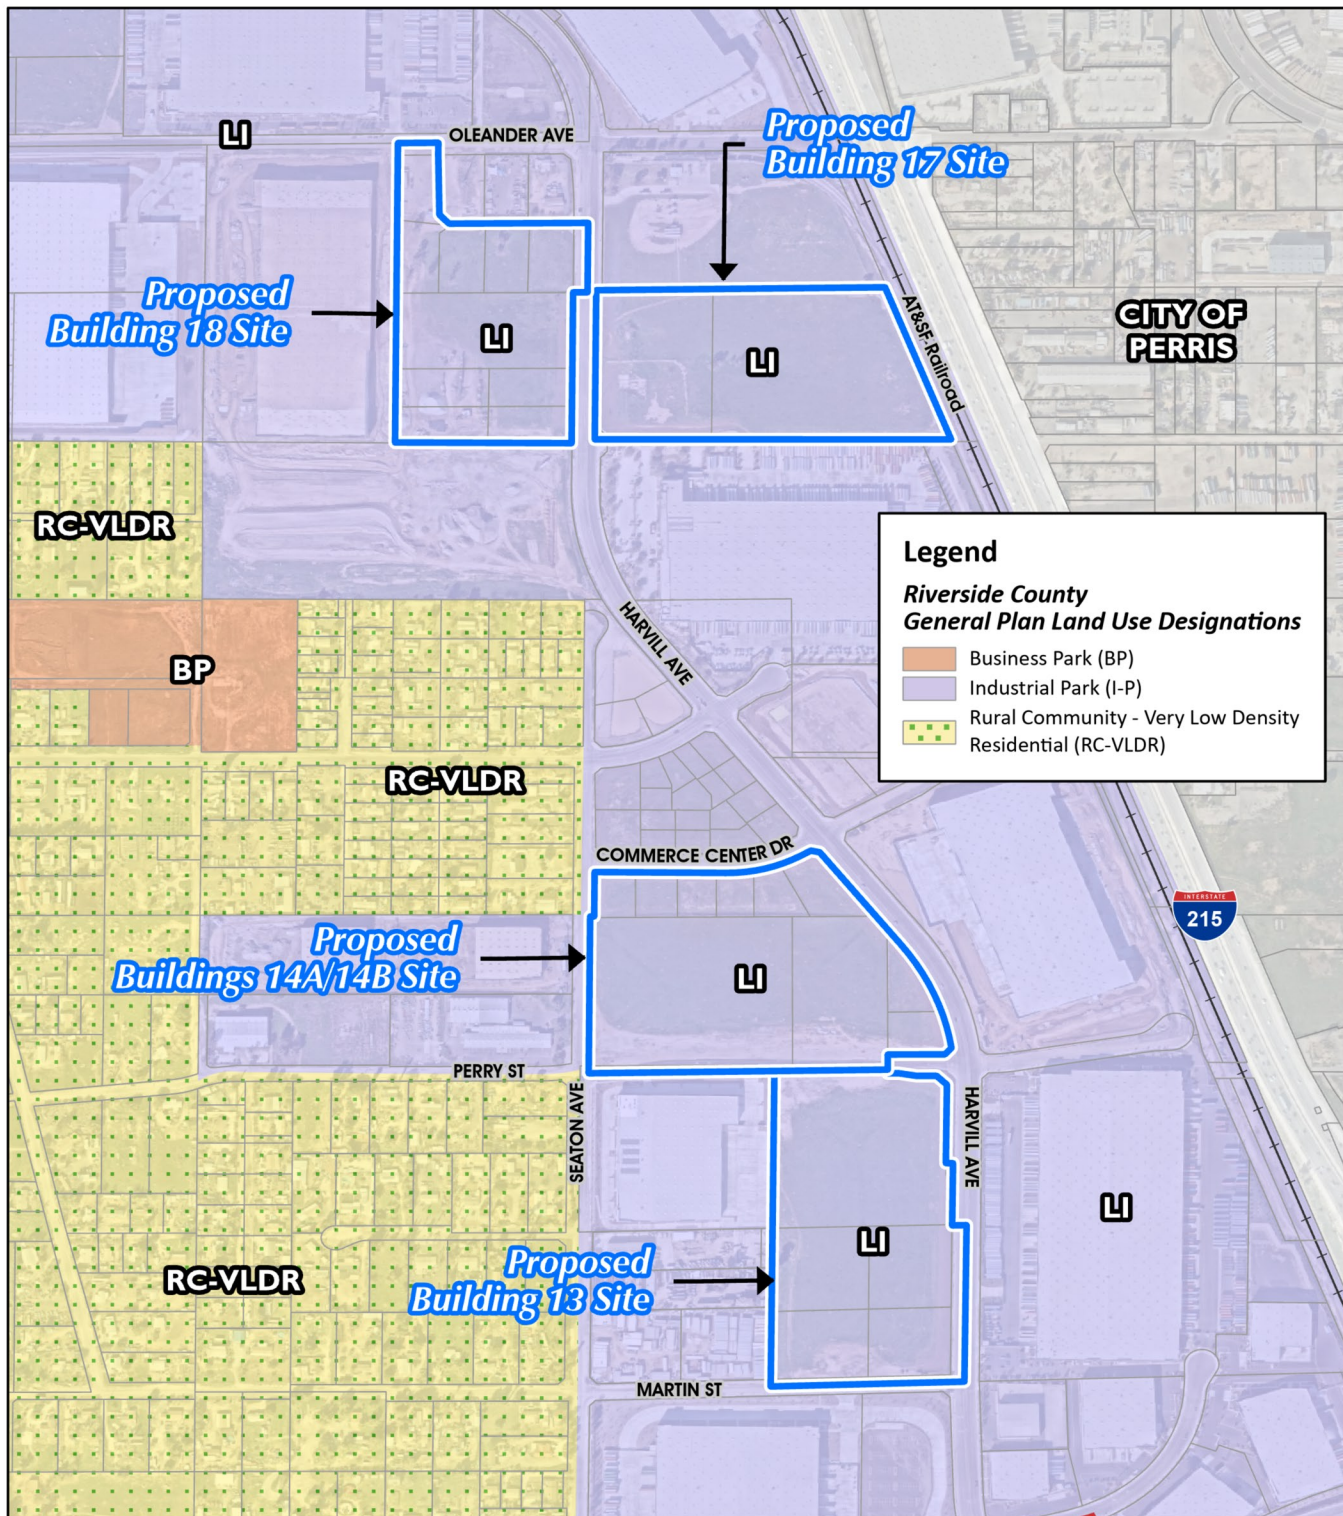 LI
OLEANDER AVE
Proposed
Building 17 Site
Proposed
Building 18 Site
LI
LI
AT&SF Railroad
CITY OF
PERRIS
RC-VLDR
Legend
Riverside County
General Plan Land Use Designations
Business Park (BP)
Industrial Park (I-P)
Rural Community - Very Low Density
Residential (RC-VLDR)
HARVILL AVE
BP
RC-VLDR
COMMERCE CENTER DR
INTERSTATE
215
Proposed
Buildings 14A/14B Site
LI
PERRY ST
SEATON AVE
HARVILL AVE
LI
LI
Proposed
Building 13 Site
RC-VLDR
MARTIN ST